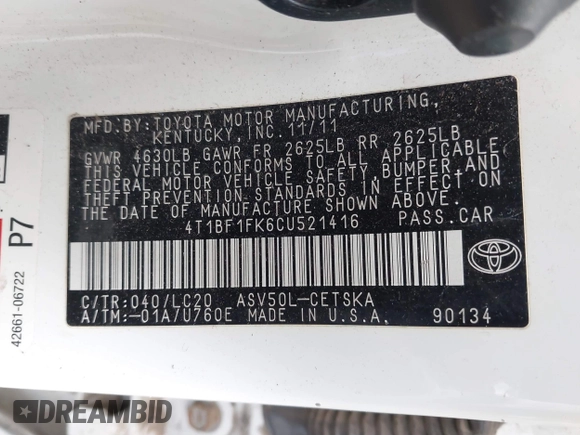 MFD.BY:TOYOTA MOTOR MANUFACTURING,
KENTUCKY, INC.11/11
GVWR 4630LB GAWR FR 2625LB RR 2625LB
THIS VEHICLE CONFORMS TO ALL APPLICABLE
FEDERAL MOTOR VEHICLE SAFETY, BUMPER, AND
THEFT PREVENTION STANDARDS IN EFFECT ON
THE DATE OF MANUFACTURE SHOWN ABOVE.
4T1BF1FK6CU521416 PASS.CAR
C/TR:040/LC20 ASV50L-CETSKA
A/TM:-01A/U760E MADE IN U.S.A. 90134
P7
42661-06722
DREAMBID